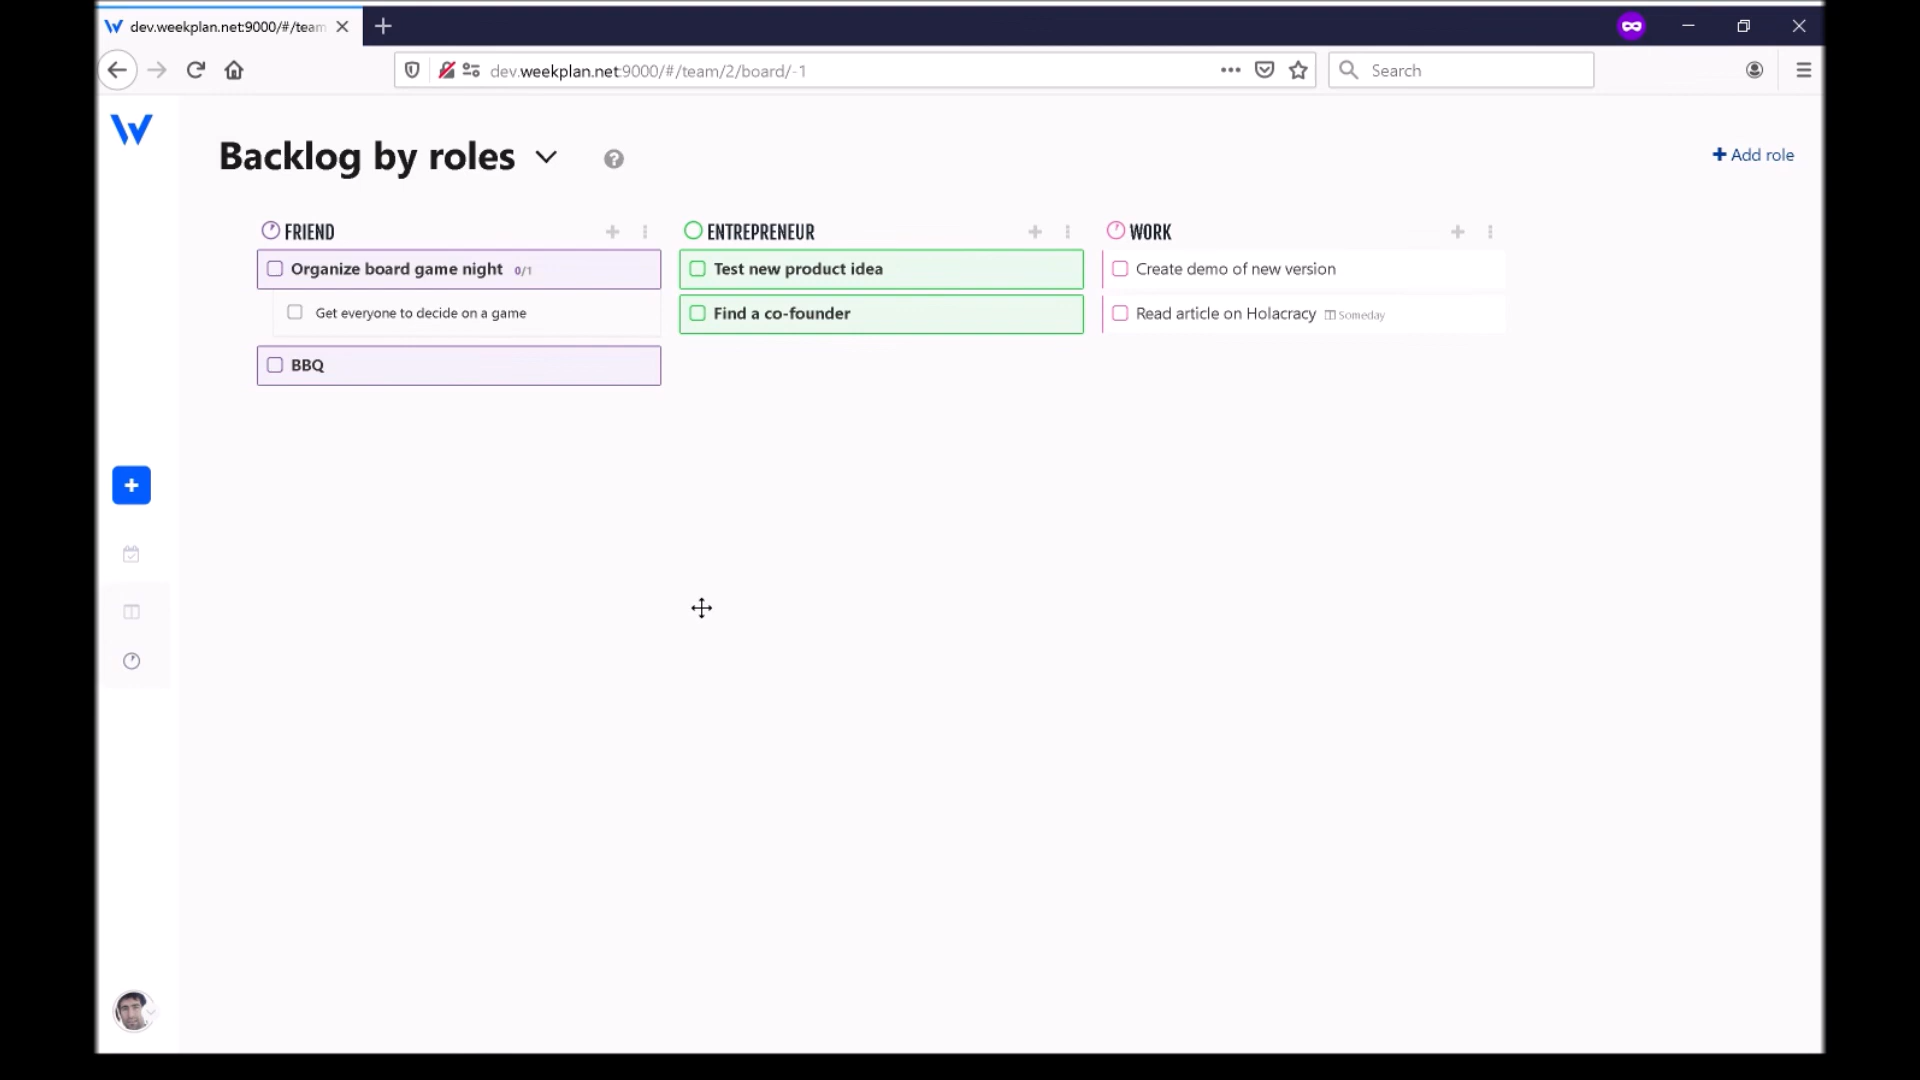 dev.weekplan.net:9000/#/team
dev.weekplan.net:9000/#/team/2/board/-1
Search
Backlog by roles
Add role
FRIEND
Organize board game night 0/1
Get everyone to decide on a game
BBQ
ENTREPRENEUR
Test new product idea
Find a co-founder
WORK
Create demo of new version
Read article on Holacracy Someday